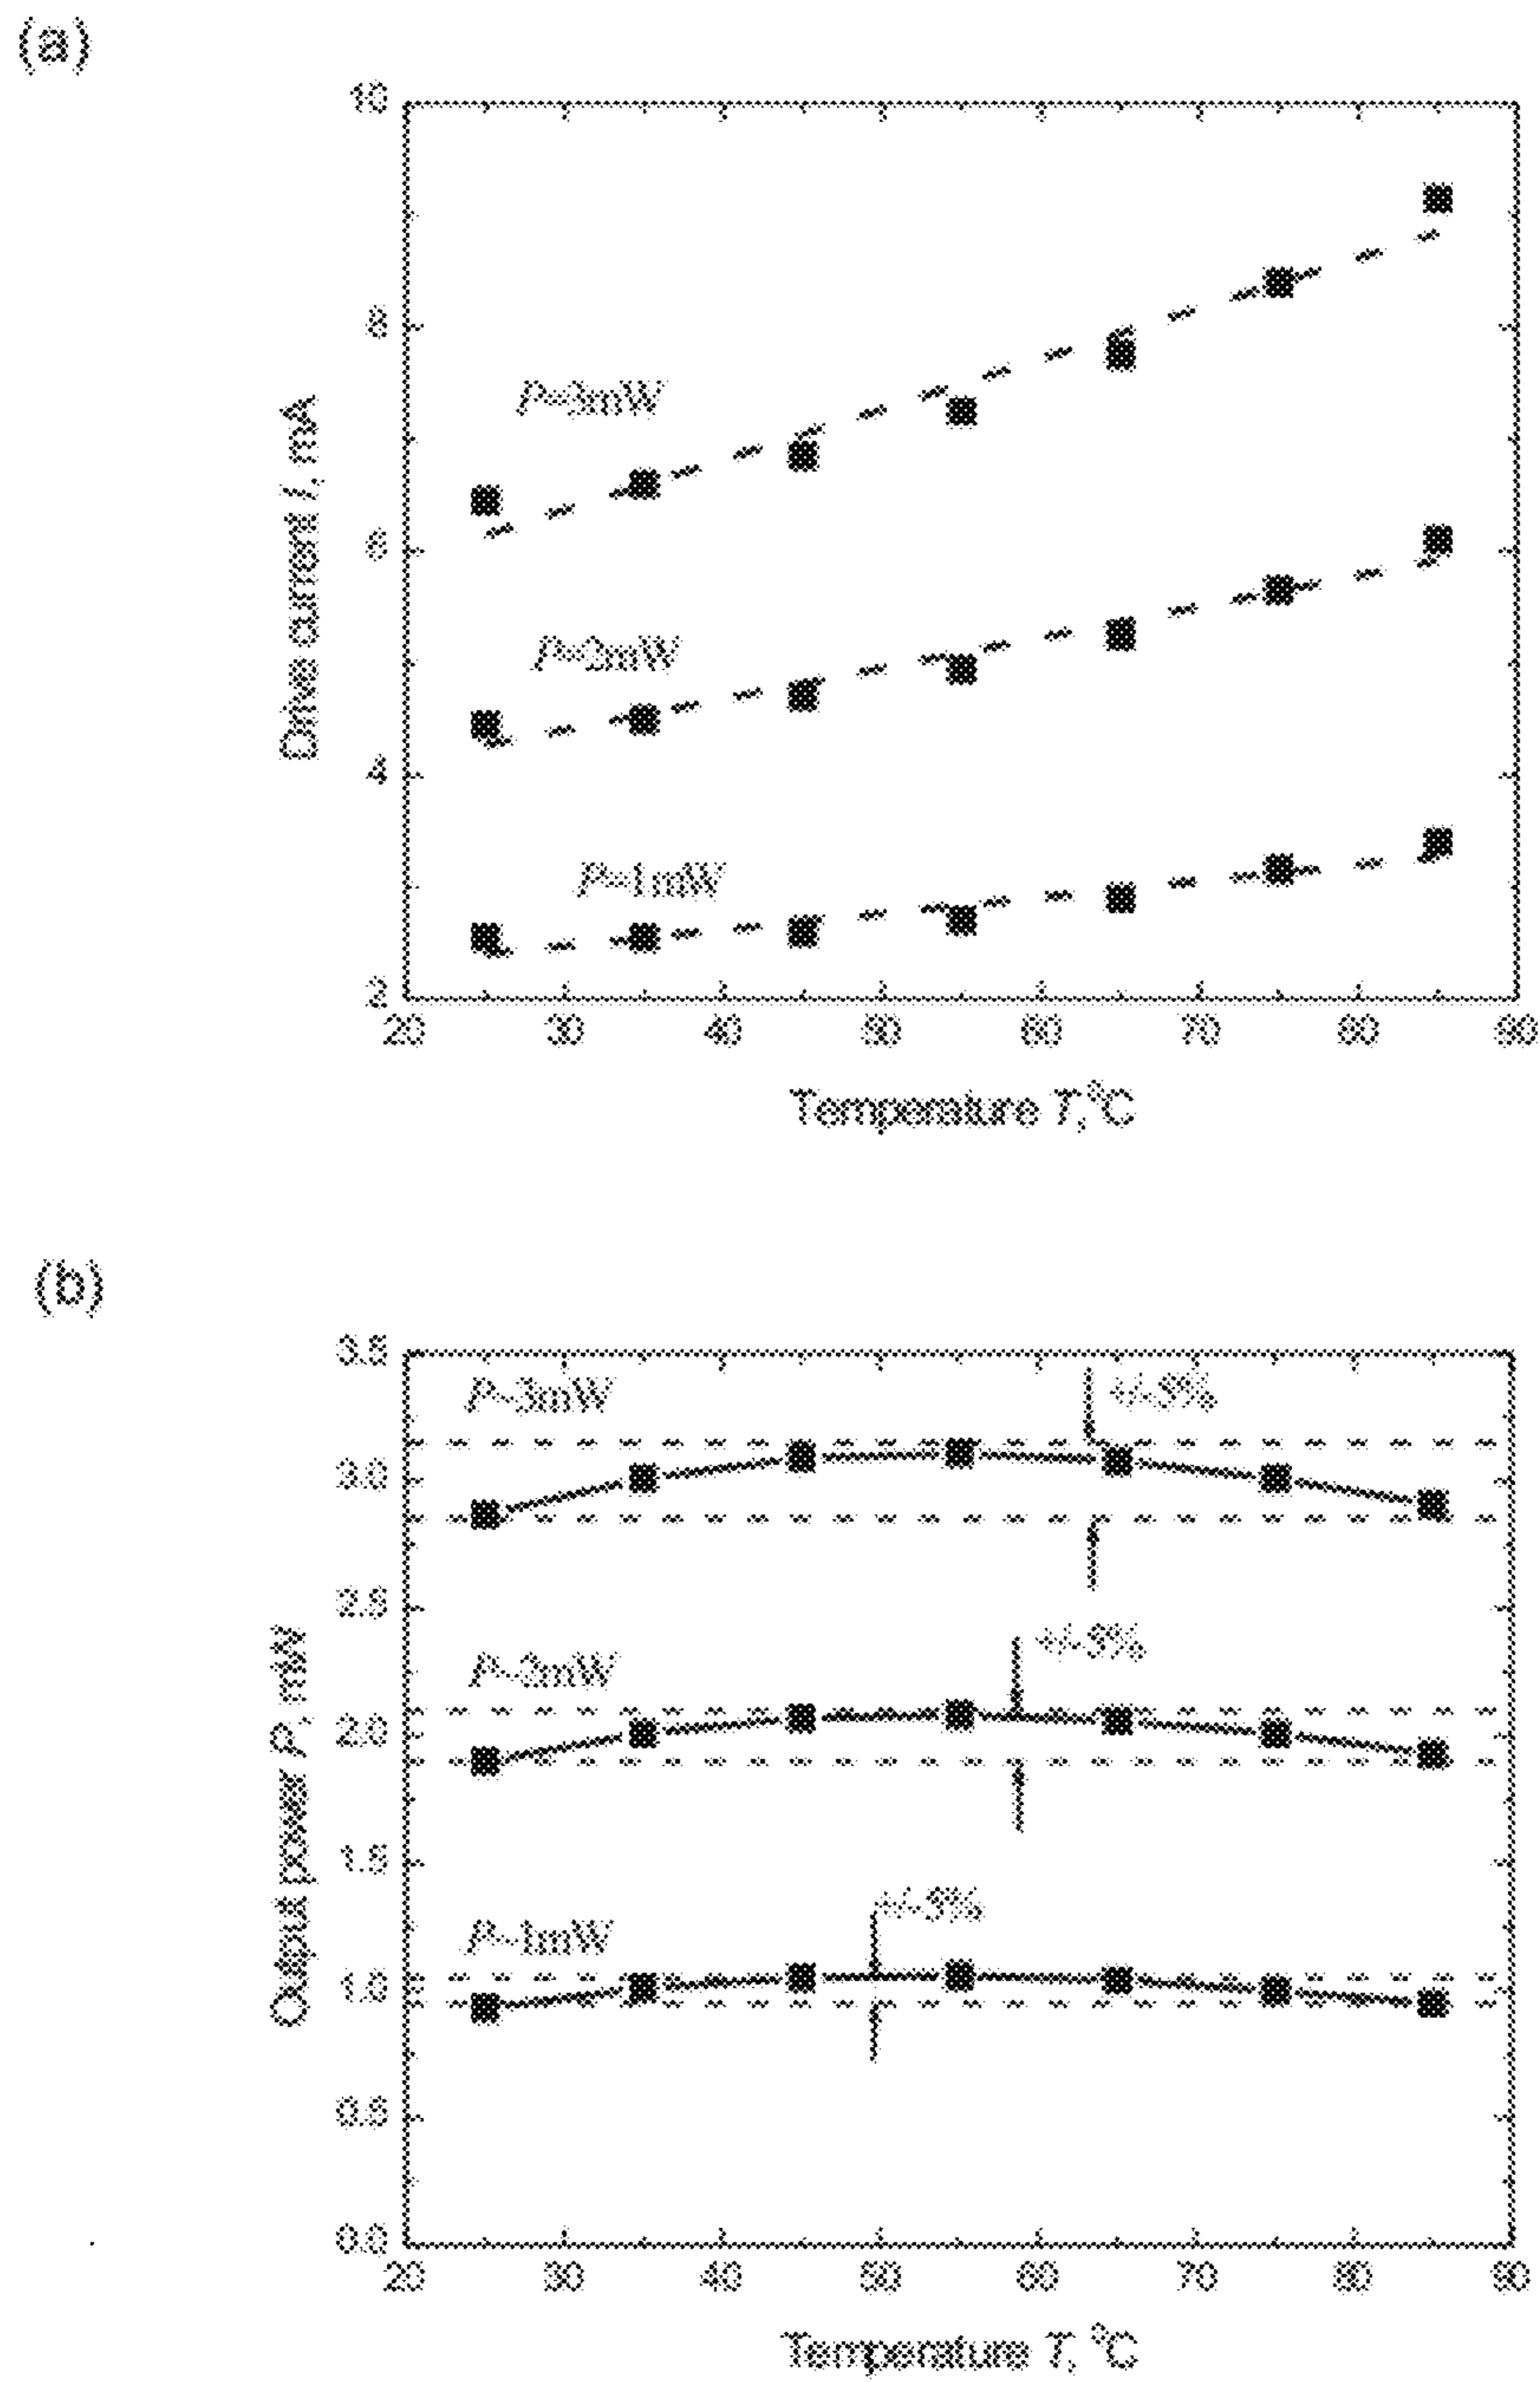 (a)
10
8
6
4
2
P=3mW
P=2mW
P=1mW
Drive current I, mA
20 30 40 50 60 70 80 90
Temperature T, °C
(b)
3.5
3.0
2.5
2.0
1.5
1.0
0.5
0.0
P~3mW
+/-5%
P~2mW
+/-5%
P~1mW
+/-5%
Output power P, mW
20 30 40 50 60 70 80 90
Temperature T, °C